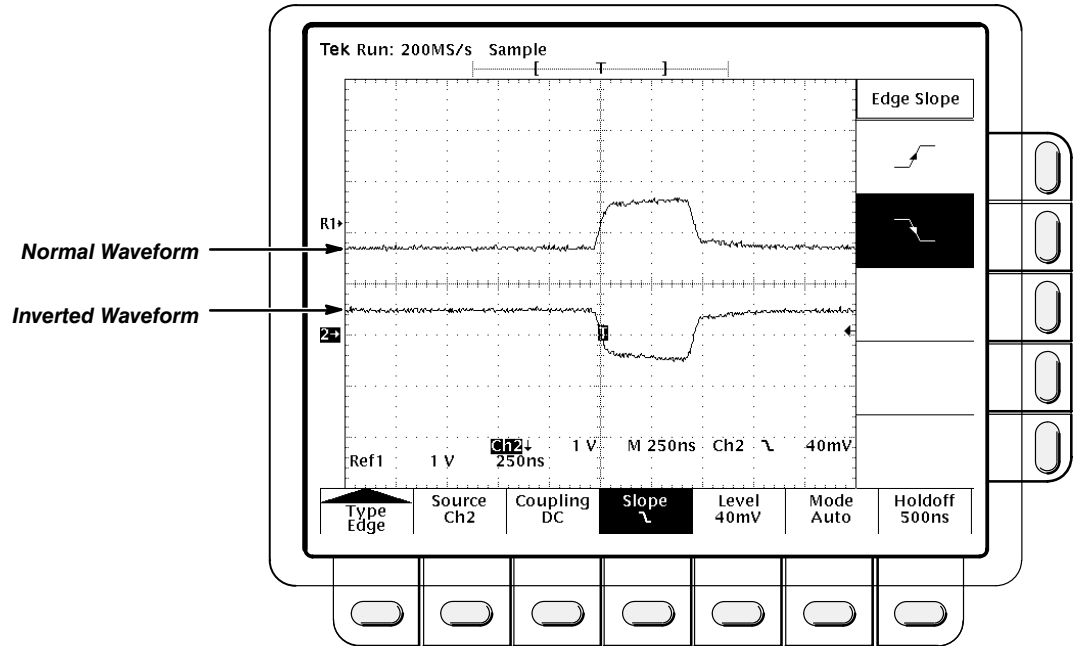 Tek Run: 200MS/s Sample
[ T ]
Edge Slope
R1
Normal Waveform
Inverted Waveform
2
T
Ch2↓ 1 V M 250ns Ch2 40mV
Ref1 1 V 250ns
Type
Edge
Source
Ch2
Coupling
DC
Slope
Level
40mV
Mode
Auto
Holdoff
500ns